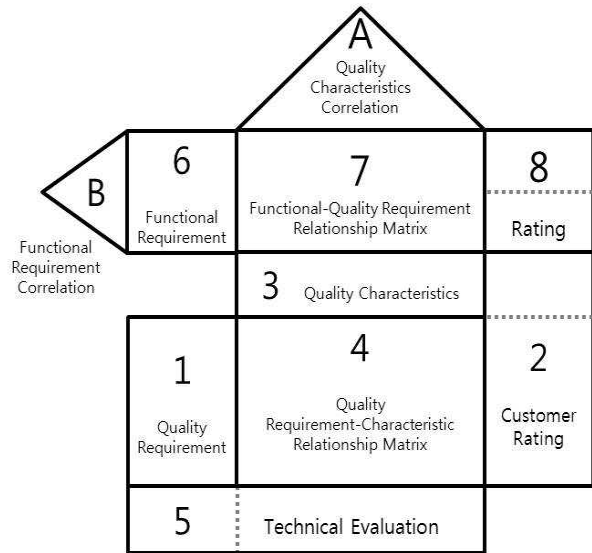 A
Quality
Characteristics
Correlation
B
Functional
Requirement
Correlation
6
Functional
Requirement
7
Functional-Quality Requirement
Relationship Matrix
8
Rating
3 Quality Characteristics
1
Quality
Requirement
4
Quality
Requirement-Characteristic
Relationship Matrix
2
Customer
Rating
5 Technical Evaluation